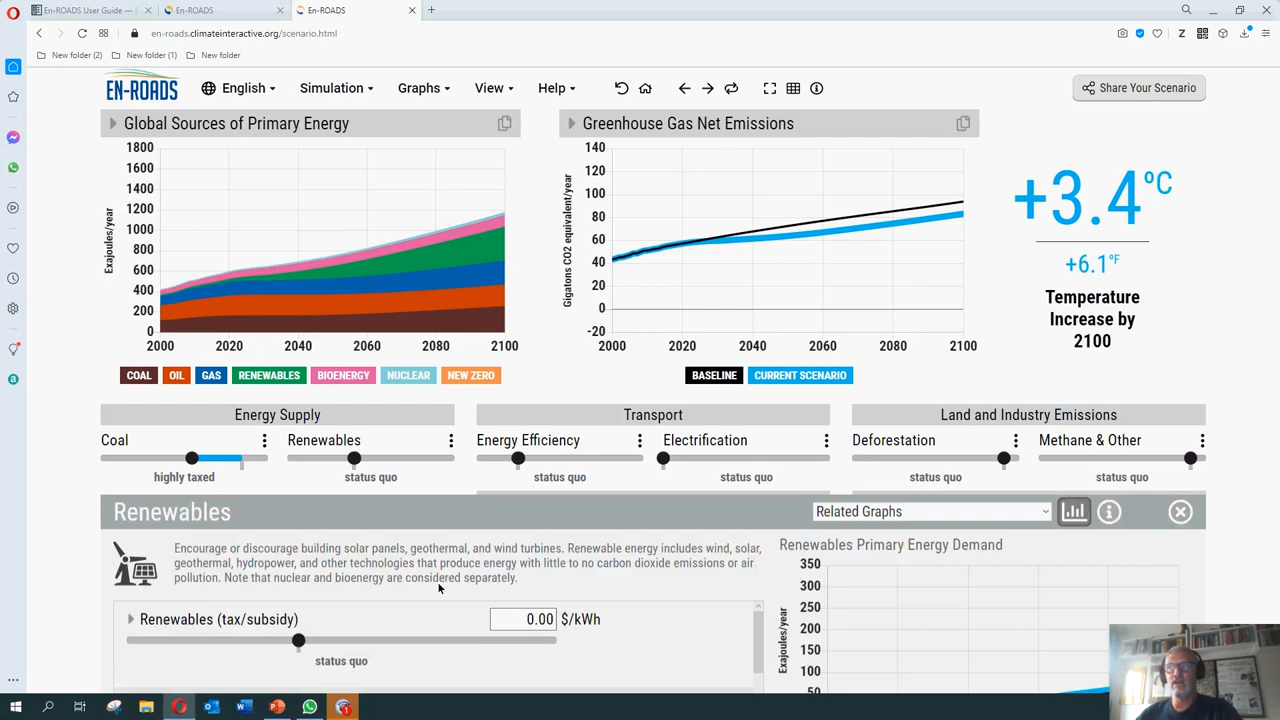 En-ROADS User Guide —
En-ROADS
En-ROADS
en-roads.climateinteractive.org/scenario.html
New folder (2)
New folder (1)
New folder
EN-ROADS
English
Simulation
Graphs
View
Help
Share Your Scenario
Global Sources of Primary Energy
Exajoules/year
1800
1600
1400
1200
1000
800
600
400
200
0
2000
2020
2040
2060
2080
2100
COAL
OIL
GAS
RENEWABLES
BIOENERGY
NUCLEAR
NEW ZERO
Greenhouse Gas Net Emissions
Gigatons CO2 equivalent/year
140
120
100
80
60
40
20
0
-20
2000
2020
2040
2060
2080
2100
BASELINE
CURRENT SCENARIO
+3.4°C
+6.1°F
Temperature
Increase by
2100
Energy Supply
Coal
highly taxed
Renewables
status quo
Transport
Energy Efficiency
status quo
Electrification
status quo
Land and Industry Emissions
Deforestation
status quo
Methane & Other
status quo
Renewables
Related Graphs
Encourage or discourage building solar panels, geothermal, and wind turbines. Renewable energy includes wind, solar,
geothermal, hydropower, and other technologies that produce energy with little to no carbon dioxide emissions or air
pollution. Note that nuclear and bioenergy are considered separately.
Renewables (tax/subsidy)
0.00 $/kWh
status quo
Renewables Primary Energy Demand
Exajoules/year
350
300
250
200
150
100
50